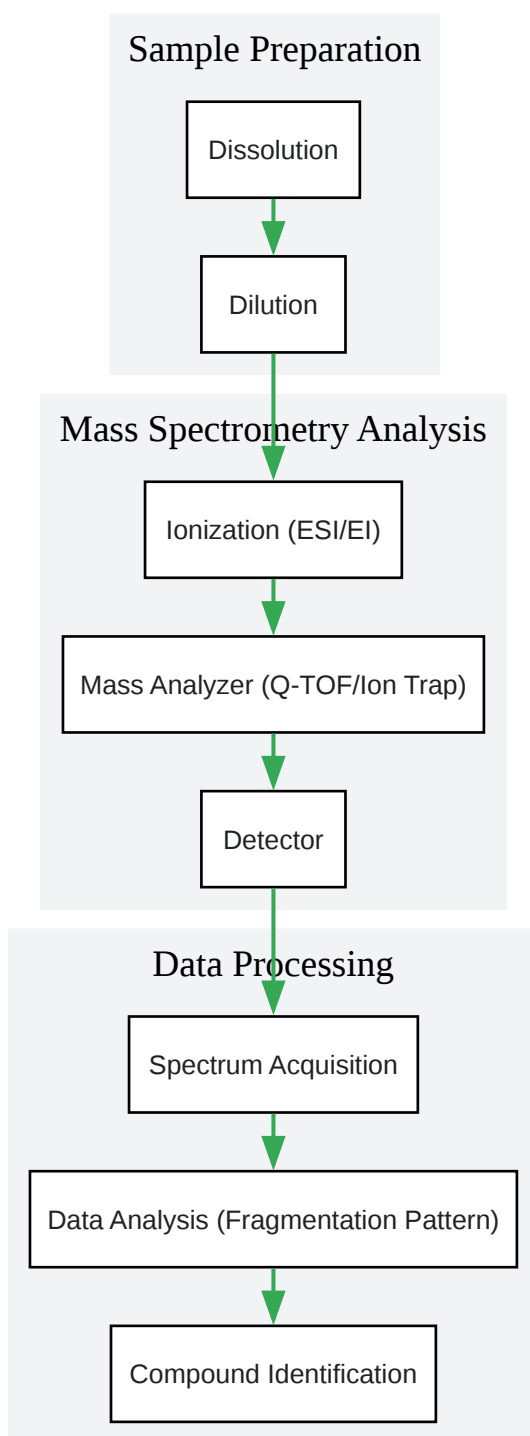 Sample Preparation
Dissolution
Dilution
Mass Spectrometry Analysis
Ionization (ESI/EI)
Mass Analyzer (Q-TOF/Ion Trap)
Detector
Data Processing
Spectrum Acquisition
Data Analysis (Fragmentation Pattern)
Compound Identification